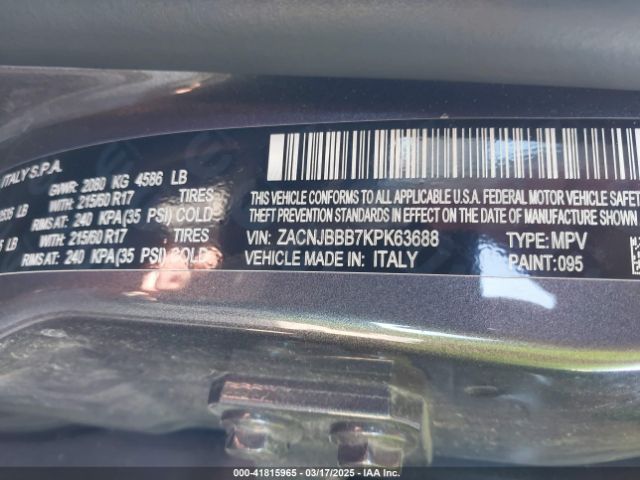 ITALY S.P.A.
GVWR: 2080 KG 4586 LB
LB WITH: 215/60 R17 TIRES
RIMS AT: 240 KPA(35 PSI) COLD
LB WITH: 215/60 R17 TIRES
RIMS AT: 240 KPA(35 PSI) COLD
THIS VEHICLE CONFORMS TO ALL APPLICABLE U.S.A. FEDERAL MOTOR VEHICLE SAFETY
THEFT PREVENTION STANDARDS IN EFFECT ON THE DATE OF MANUFACTURE SHOWN
VIN: ZACNJBBB7KPK63688 TYPE: MPV
VEHICLE MADE IN: ITALY PAINT: 095
000-41815965 - 03/17/2025 - IAA Inc.